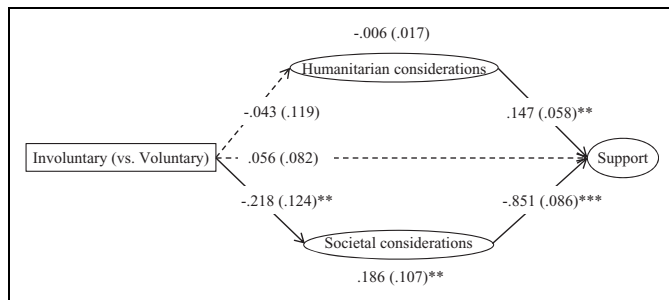 -.006 (.017)
Humanitarian considerations
-.043 (.119)
.147 (.058)**
Involuntary (vs. Voluntary)
.056 (.082)
Support
-.218 (.124)**
-.851 (.086)***
Societal considerations
.186 (.107)**